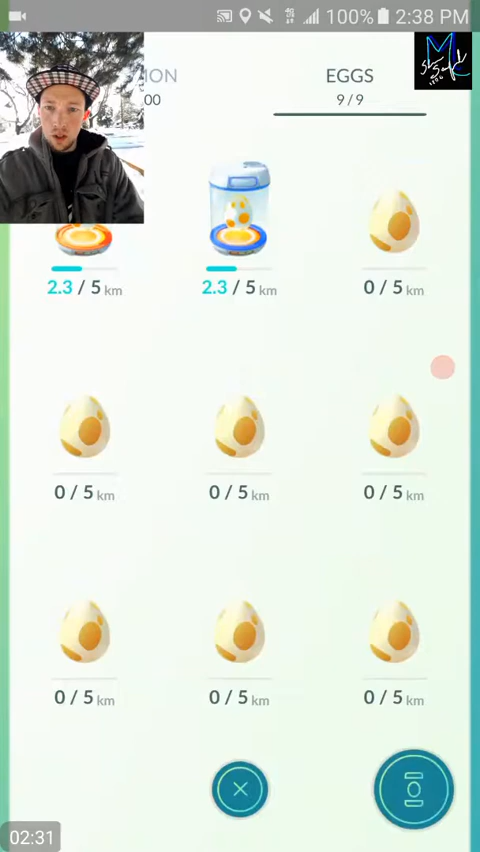 100% 2:38 PM
ION
EGGS
00
9 / 9
2.3 / 5 km
2.3 / 5 km
0 / 5 km
0 / 5 km
0 / 5 km
0 / 5 km
0 / 5 km
0 / 5 km
0 / 5 km
02:31